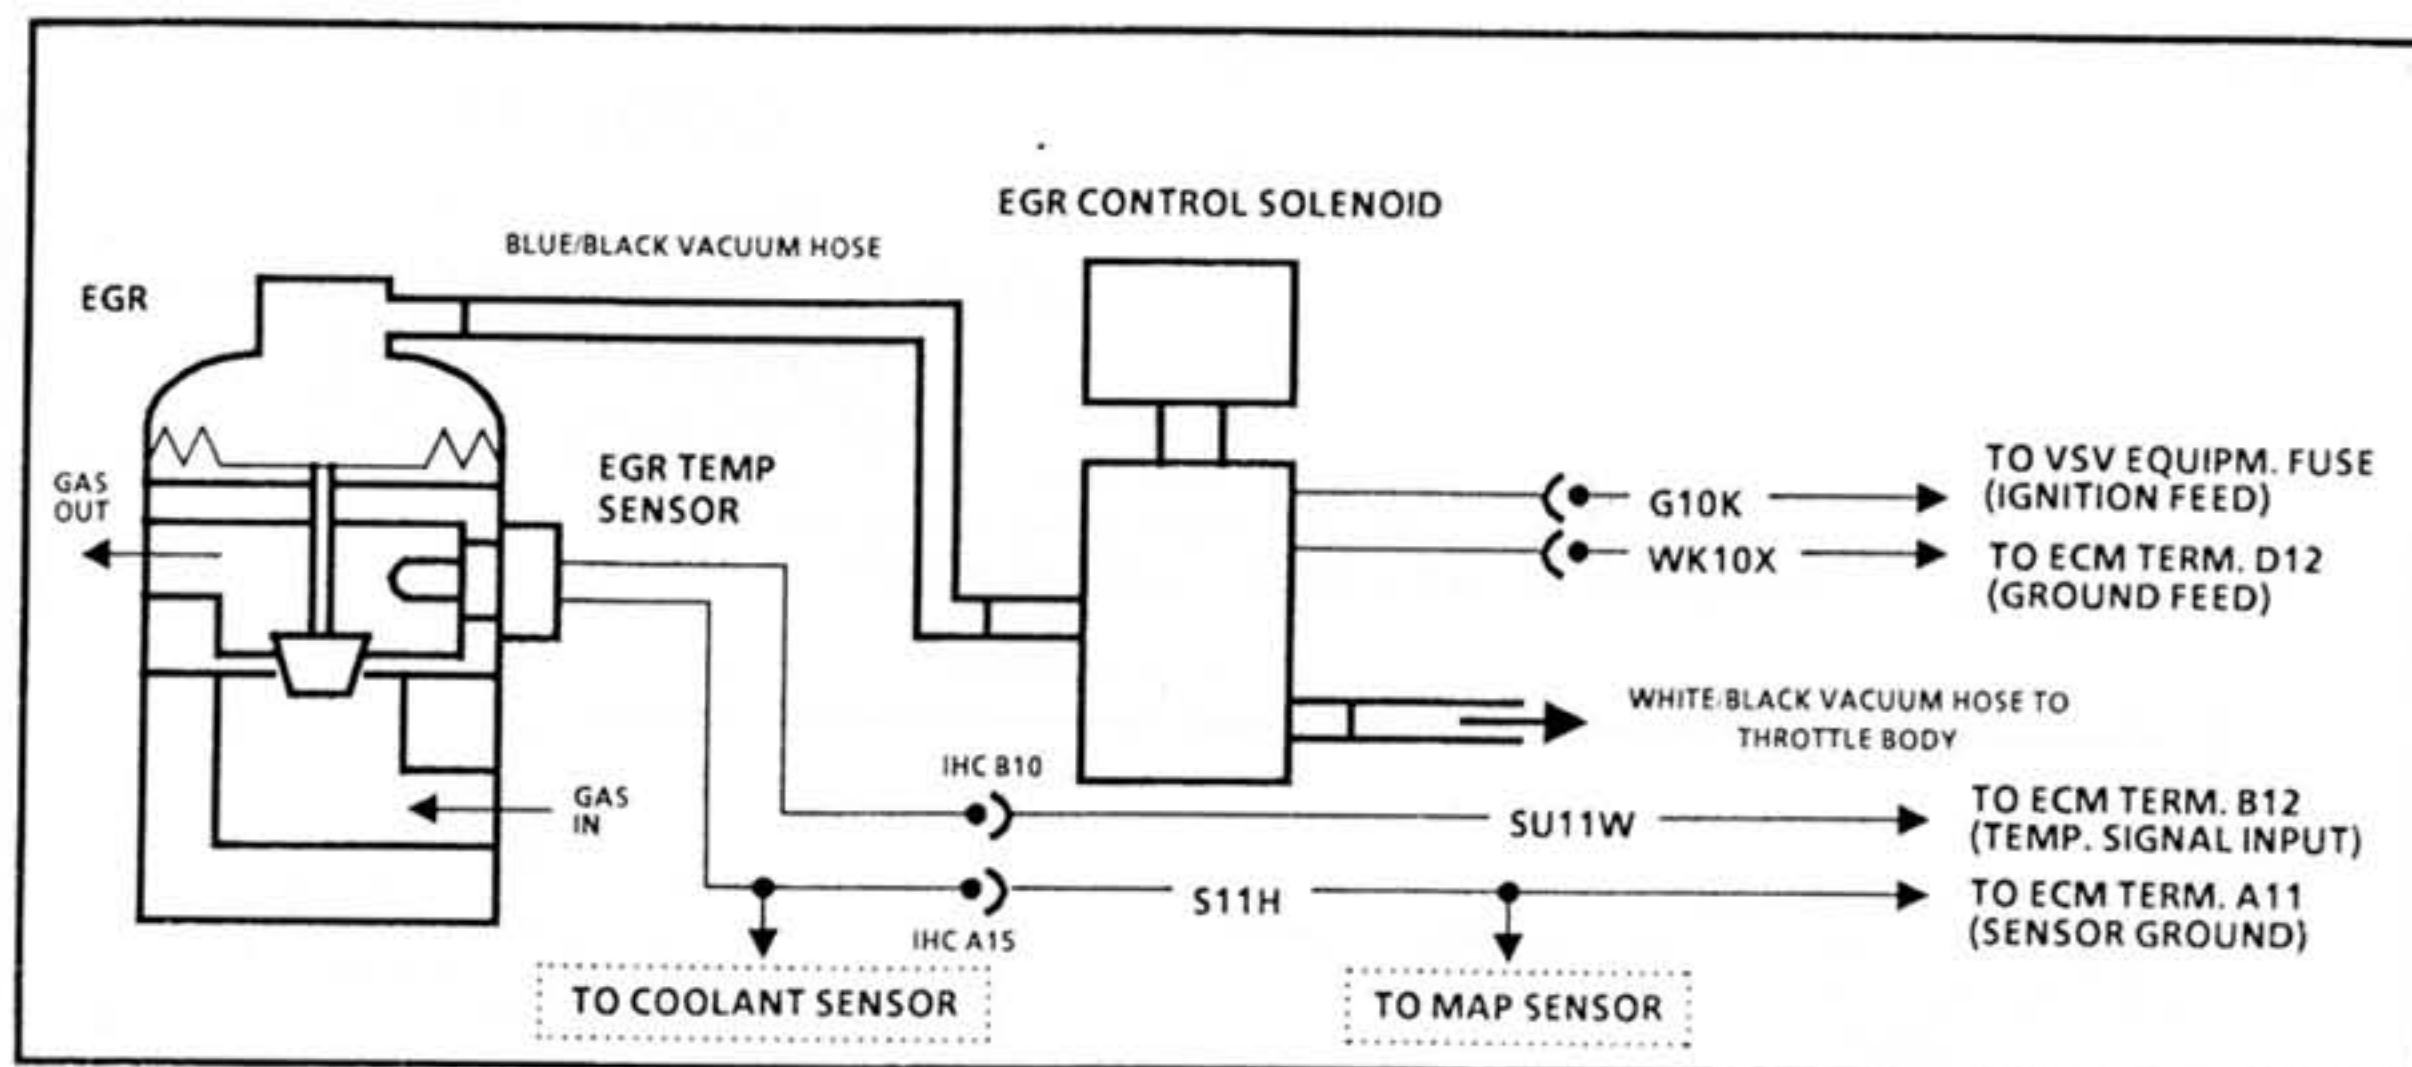 EGR CONTROL SOLENOID
BLUE/BLACK VACUUM HOSE
EGR
EGR TEMP
SENSOR
GAS
OUT
G10K
TO VSV EQUIPM. FUSE
(IGNITION FEED)
WK10X
TO ECM TERM. D12
(GROUND FEED)
WHITE/BLACK VACUUM HOSE TO
THROTTLE BODY
GAS
IN
IHC B10
SU11W
TO ECM TERM. B12
(TEMP. SIGNAL INPUT)
IHC A15
S11H
TO ECM TERM. A11
(SENSOR GROUND)
TO COOLANT SENSOR
TO MAP SENSOR